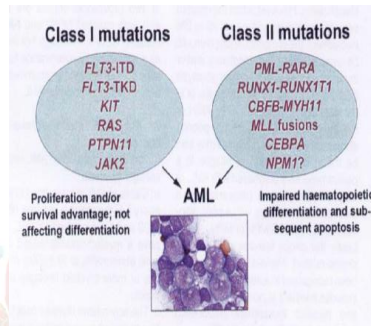 Class I mutations
FLT3-ITD
FLT3-TKD
KIT
RAS
PTPN11
JAK2
Class II mutations
PML-RARA
RUNX1-RUNX1T1
CBFB-MYH11
MLL fusions
CEBPA
NPM1?
AML
Proliferation and/or
survival advantage; not
affecting differentiation
Impaired haematopoieti
differentiation and sub-
sequent apoptosis